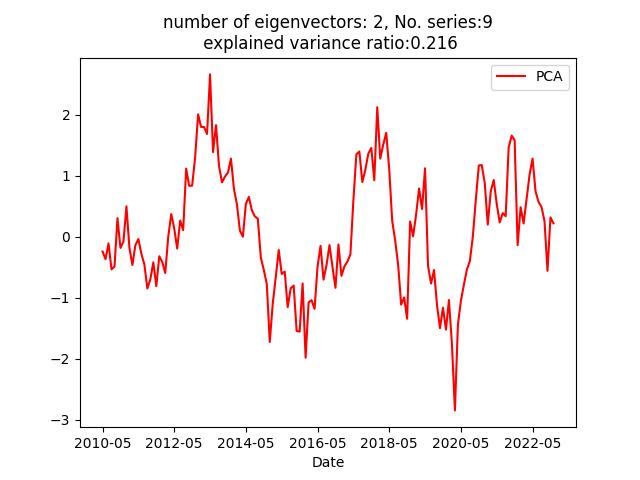 number of eigenvectors: 2, No. series:9
explained variance ratio:0.216
PCA
2
1
0
−1
−2
−3
2010-05 2012-05 2014-05 2016-05 2018-05 2020-05 2022-05
Date